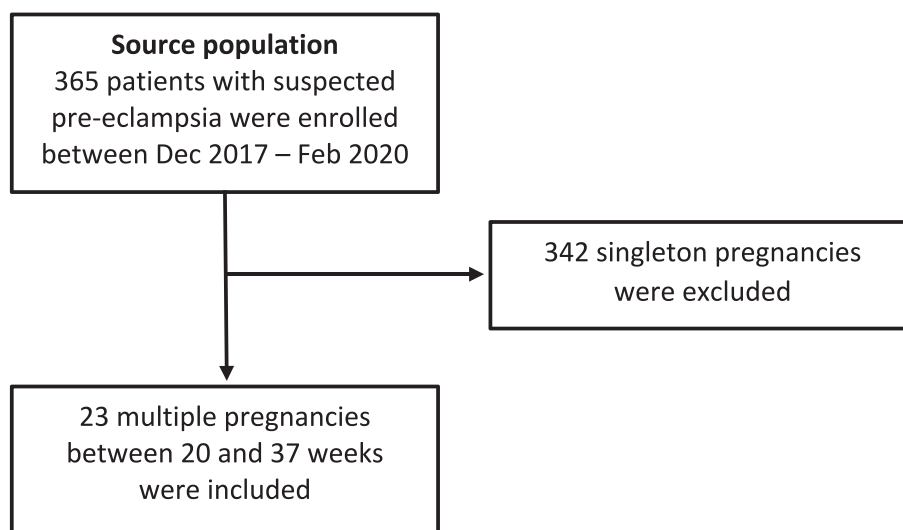 Source population
365 patients with suspected
pre-eclampsia were enrolled
between Dec 2017 – Feb 2020
342 singleton pregnancies
were excluded
23 multiple pregnancies
between 20 and 37 weeks
were included